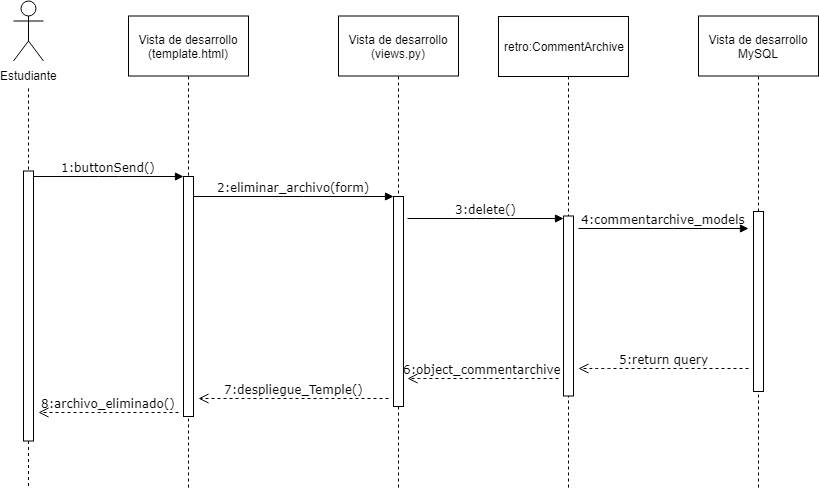 Estudiante
Vista de desarrollo
(template.html)
Vista de desarrollo
(views.py)
retro:CommentArchive
Vista de desarrollo
MySQL
1:buttonSend()
2:eliminar_archivo(form)
3:delete()
4:commentarchive_models
5:return query
6:object_commentarchive
7:despliegue_Temple()
8:archivo_eliminado()